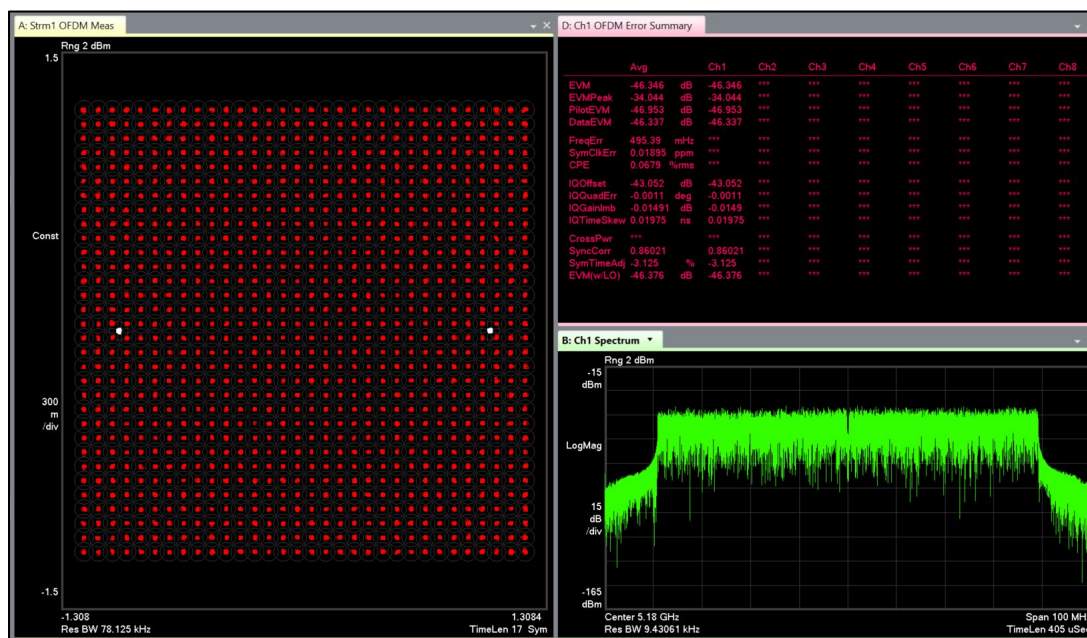 A: Strm1 OFDM Meas
Rng 2 dBm
1.5
Const
300
m
/div
-1.5
-1.308 1.3084
Res BW 78.125 kHz TimeLen 17 Sym
D: Ch1 OFDM Error Summary
Avg Ch1 Ch2 Ch3 Ch4 Ch5 Ch6 Ch7 Ch8
EVM -46.346 dB -46.346 *** *** *** *** *** *** ***
EVMPeak -34.044 dB -34.044 *** *** *** *** *** *** ***
PilotEVM -46.953 dB -46.953 *** *** *** *** *** *** ***
DataEVM -46.337 dB -46.337 *** *** *** *** *** *** ***
FreqErr 495.39 mHz *** *** *** *** *** *** *** ***
SymClkErr 0.01895 ppm *** *** *** *** *** *** *** ***
CPE 0.0679 %rms *** *** *** *** *** *** *** ***
IQOffset -43.052 dB -43.052 *** *** *** *** *** *** ***
IQQuadErr -0.0011 deg -0.0011 *** *** *** *** *** *** ***
IQGainImb -0.01491 dB -0.0149 *** *** *** *** *** *** ***
IQTimeSkew 0.01975 ns 0.01975 *** *** *** *** *** *** ***
CrossPwr *** *** *** *** *** *** *** *** ***
SyncCorr 0.86021 0.86021 *** *** *** *** *** *** ***
SymTimeAdj -3.125 % -3.125 *** *** *** *** *** *** ***
EVM(w/LO) -46.376 dB -46.376 *** *** *** *** *** *** ***
B: Ch1 Spectrum
Rng 2 dBm
-15
dBm
LogMag
15
dB
/div
-165
dBm
Center 5.18 GHz Span 100 MH
Res BW 9.43061 kHz TimeLen 405 uSe